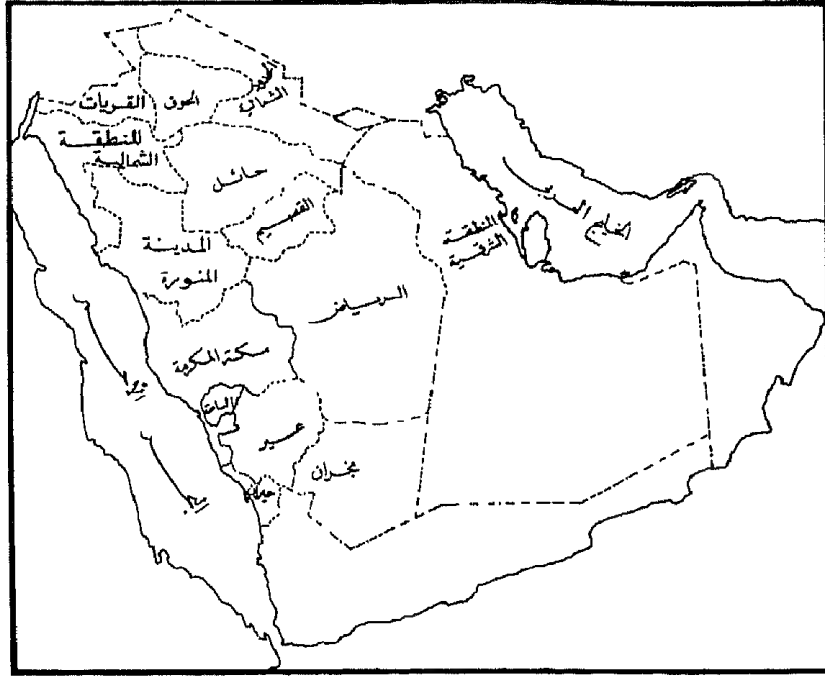 القريات
الجوف
الحدود
الشمالية
المنطقة
الشمالية
حائل
القصيم
المدينة
المنورة
الخليج العربي
المنطقة
الشرقية
الرياض
مكة المكرمة
الباحة
عسير
نجران
جيزان